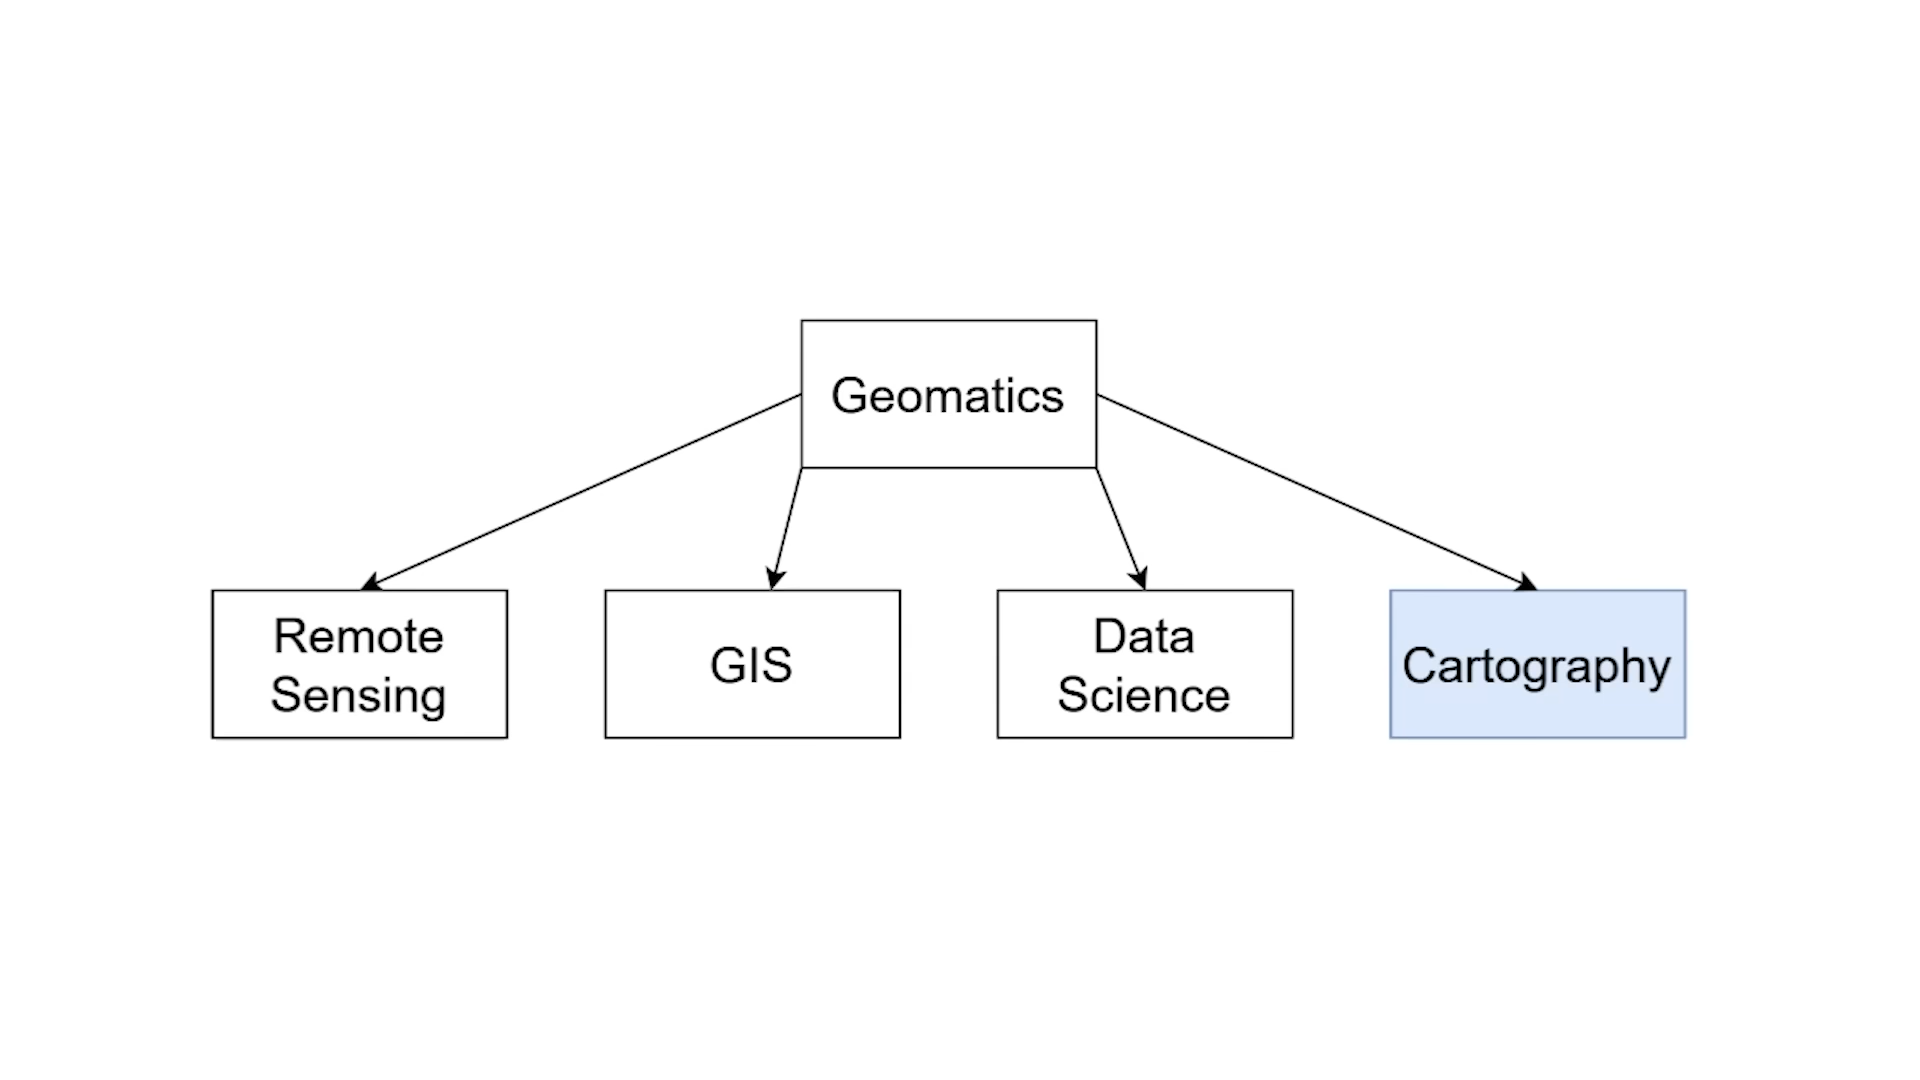 Geomatics
Remote
Sensing
GIS
Data
Science
Cartography